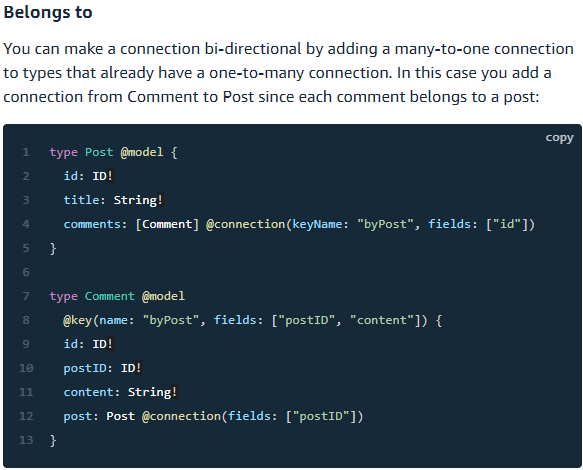 Belongs to
You can make a connection bi-directional by adding a many-to-one connection
to types that already have a one-to-many connection. In this case you add a
connection from Comment to Post since each comment belongs to a post:
copy
1 type Post @model {
2   id: ID!
3   title: String!
4   comments: [Comment] @connection(keyName: "byPost", fields: ["id"])
5 }
6
7 type Comment @model
8   @key(name: "byPost", fields: ["postID", "content"]) {
9   id: ID!
10   postID: ID!
11   content: String!
12   post: Post @connection(fields: ["postID"])
13 }